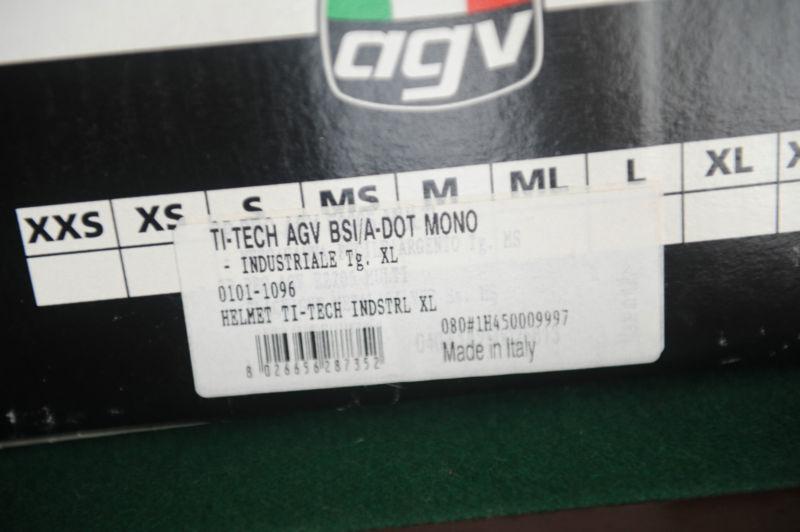 agv
XXS XS S MS M ML L XL
TI-TECH AGV BSI/A-DOT MONO
- INDUSTRIALE Tg. XL
0101-1096
HELMET TI-TECH INDSTRL XL
080#1H450009997
8 026656 287352
Made in Italy